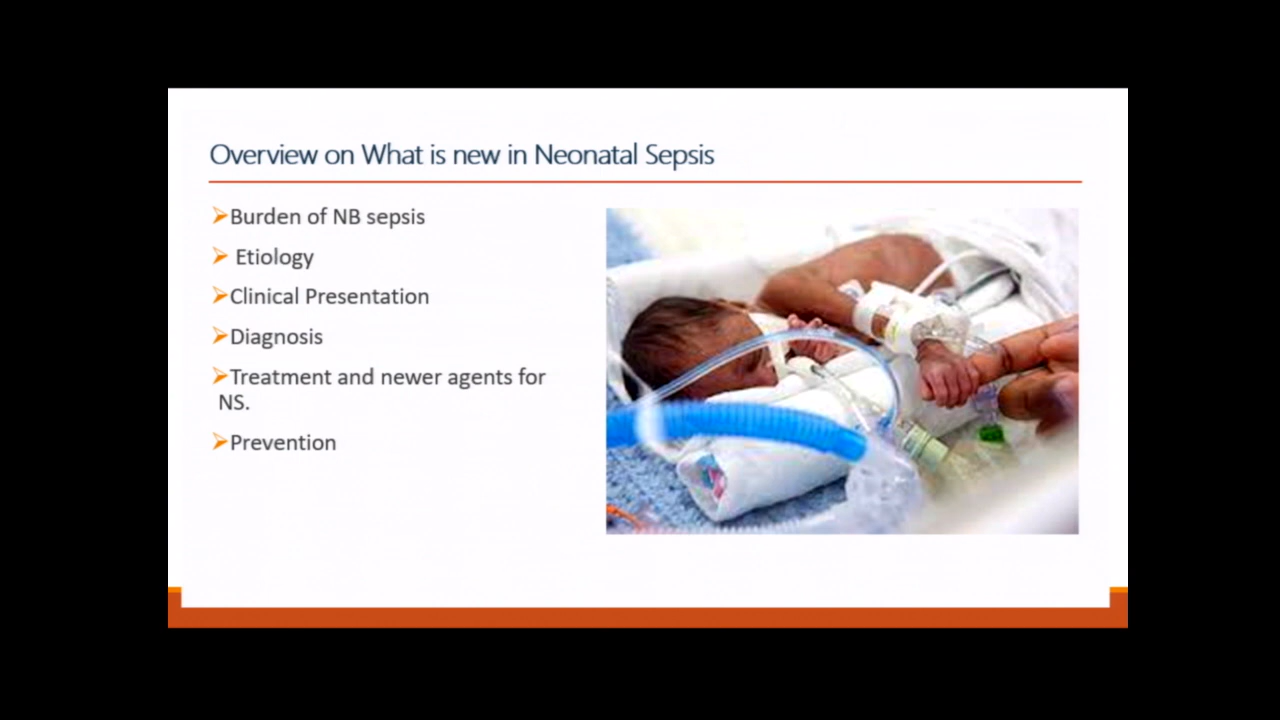 Overview on What is new in Neonatal Sepsis
➢Burden of NB sepsis
➢ Etiology
➢Clinical Presentation
➢Diagnosis
➢Treatment and newer agents for
NS.
➢Prevention